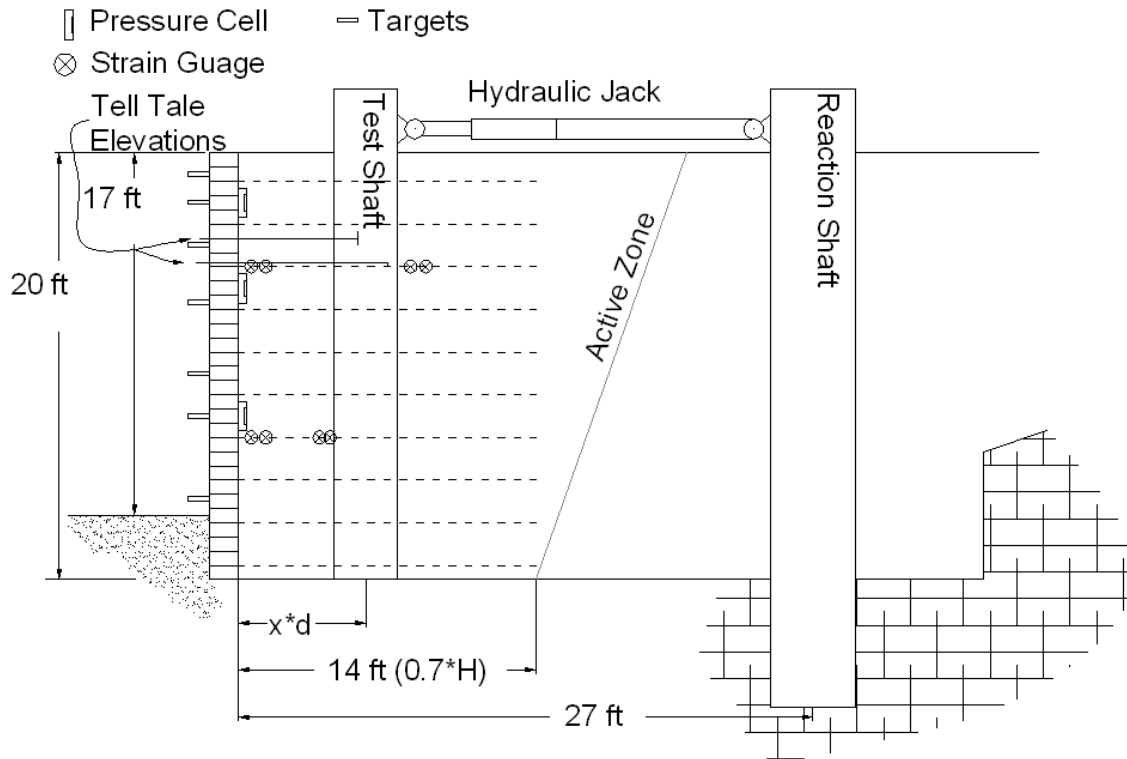 Pressure Cell
Targets
Strain Guage
Tell Tale
Elevations
Hydraulic Jack
Test Shaft
Reaction Shaft
17 ft
20 ft
Active Zone
x*d
14 ft (0.7*H)
27 ft